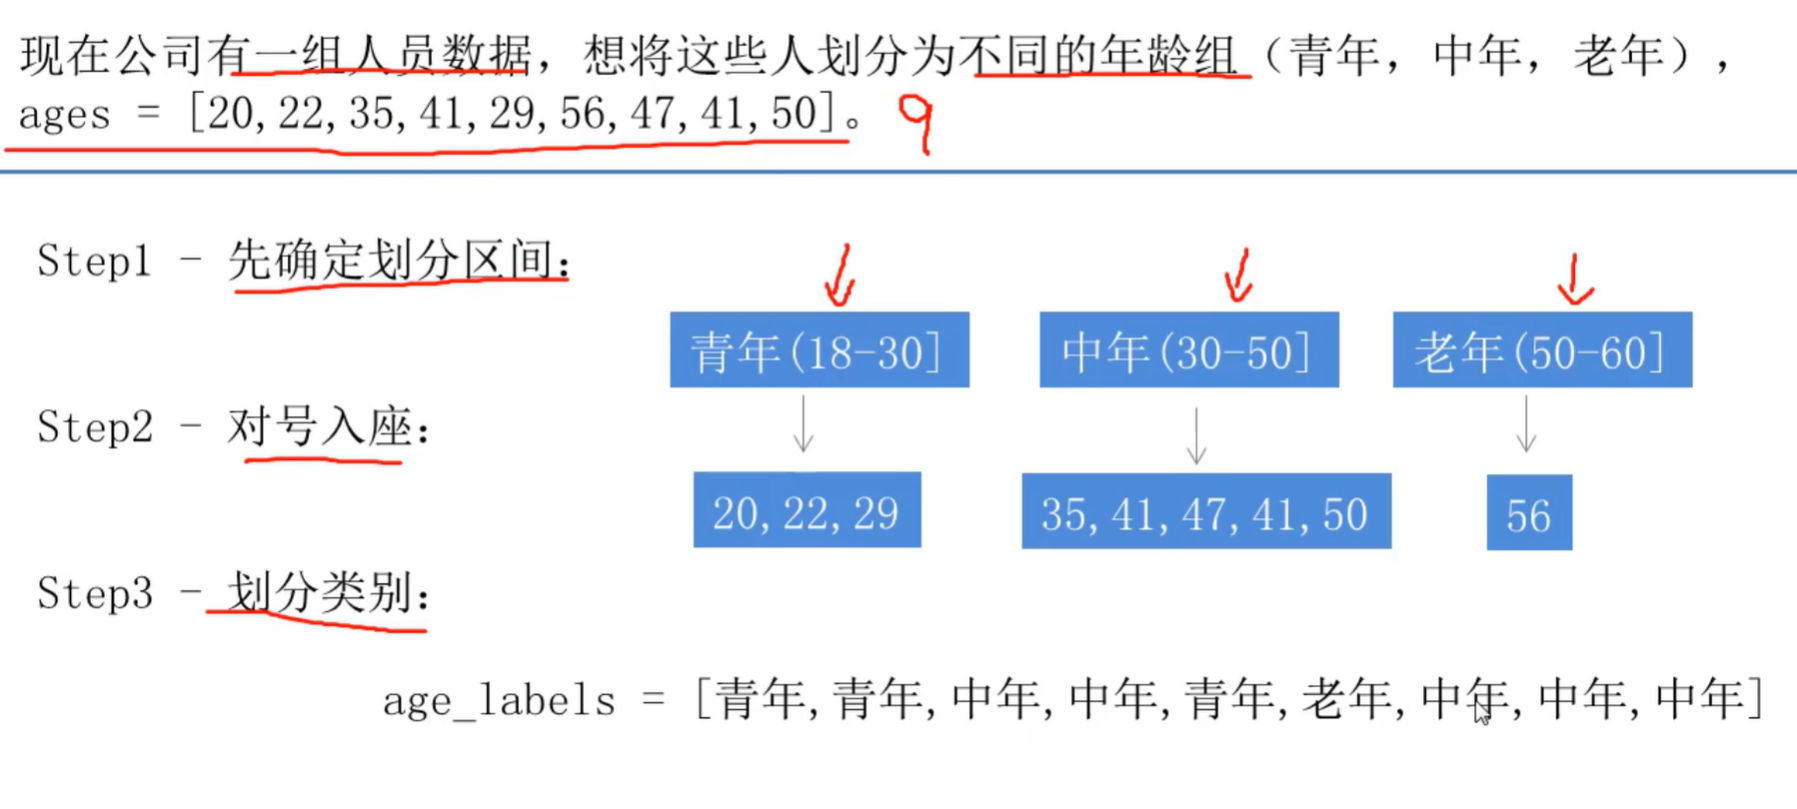 现在公司有一组人员数据，想将这些人划分为不同的年龄组（青年，中年，老年），
ages = [20,22,35,41,29,56,47,41,50]。 9
Step1 - 先确定划分区间：
青年(18-30] 中年(30-50] 老年(50-60]
Step2 - 对号入座：
20,22,29 35,41,47,41,50 56
Step3 - 划分类别：
age_labels = [青年,青年,中年,中年,青年,老年,中年,中年,中年]